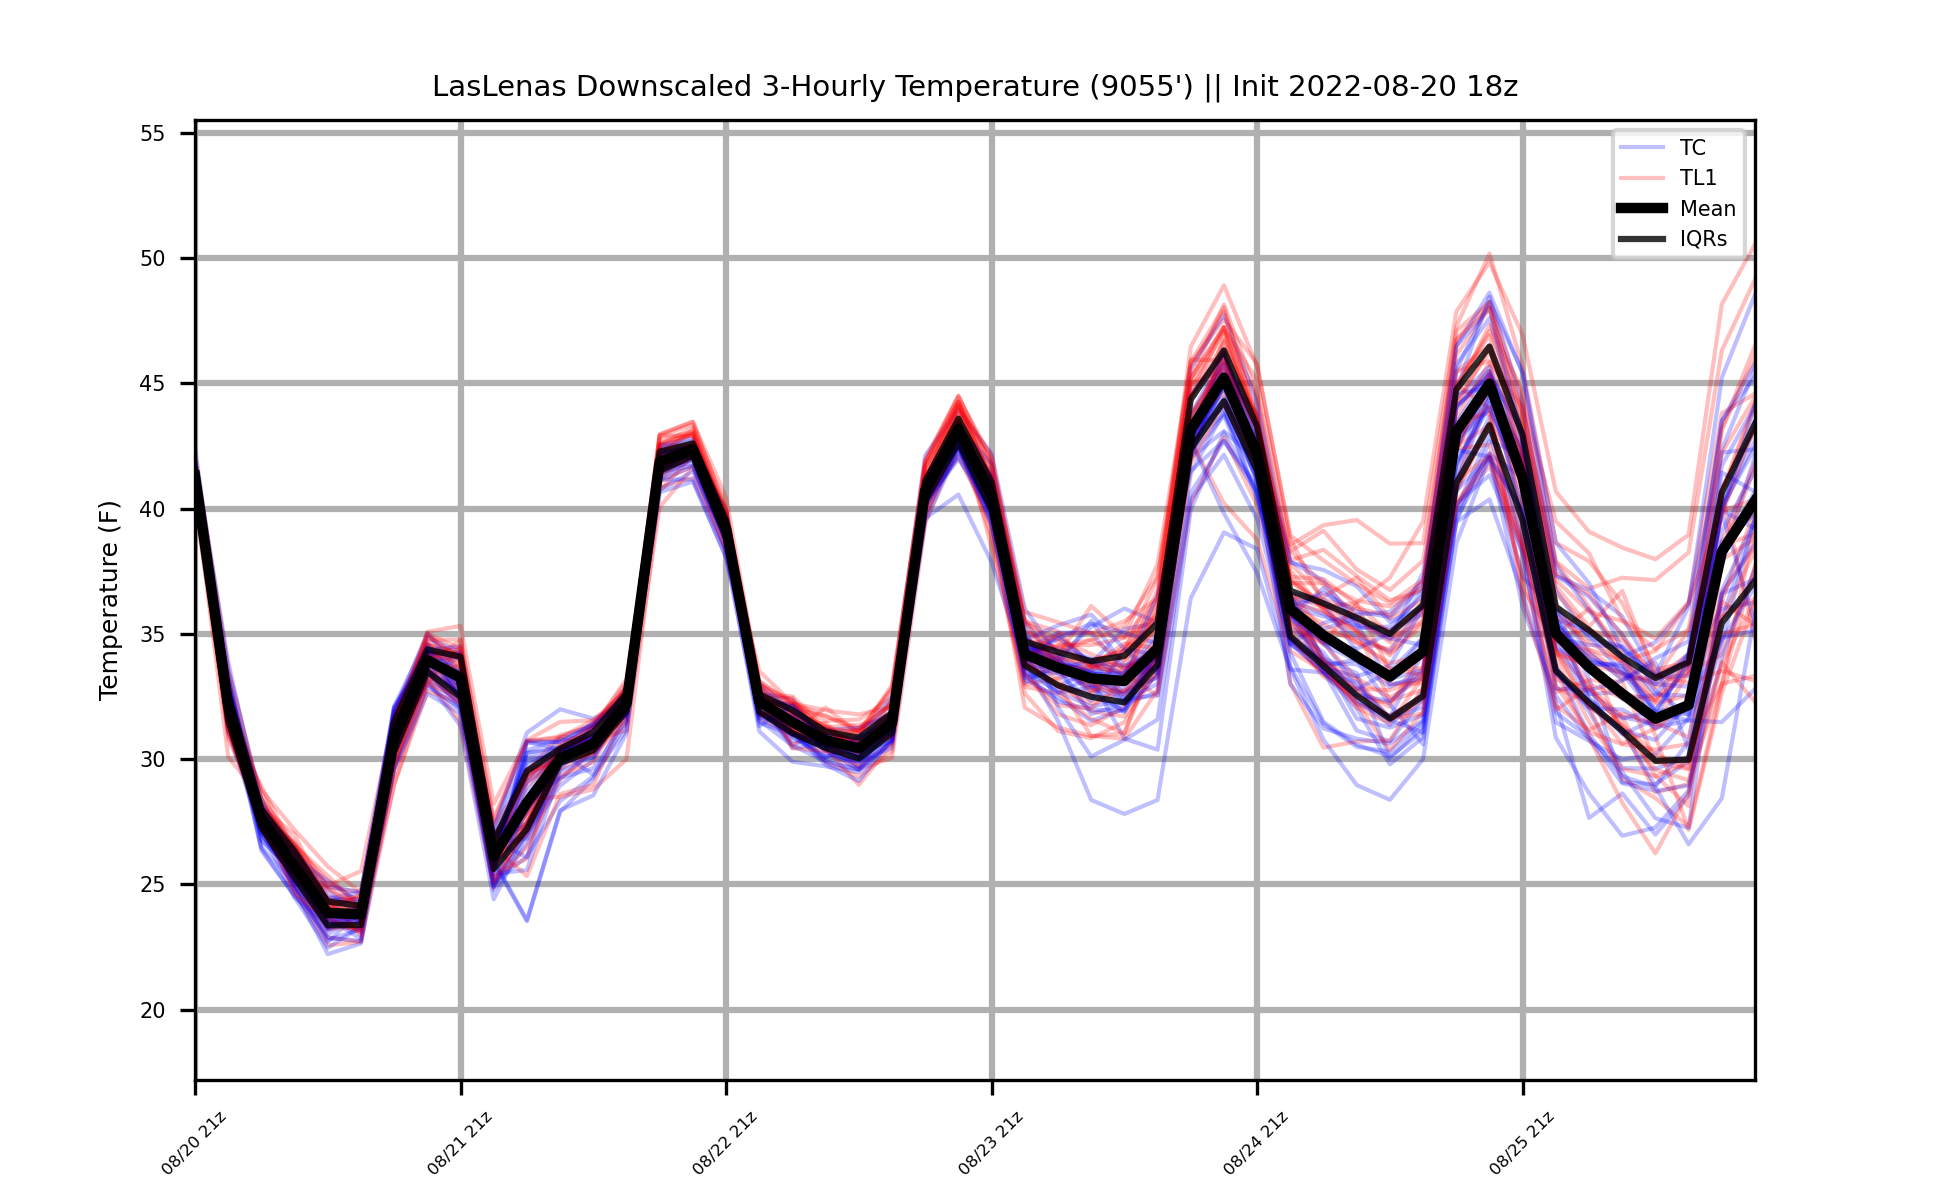 LasLenas Downscaled 3-Hourly Temperature (9055') || Init 2022-08-20 18z
55
50
45
40
35
30
25
20
Temperature (F)
TC
TL1
Mean
IQRs
08/20 21z
08/21 21z
08/22 21z
08/23 21z
08/24 21z
08/25 21z